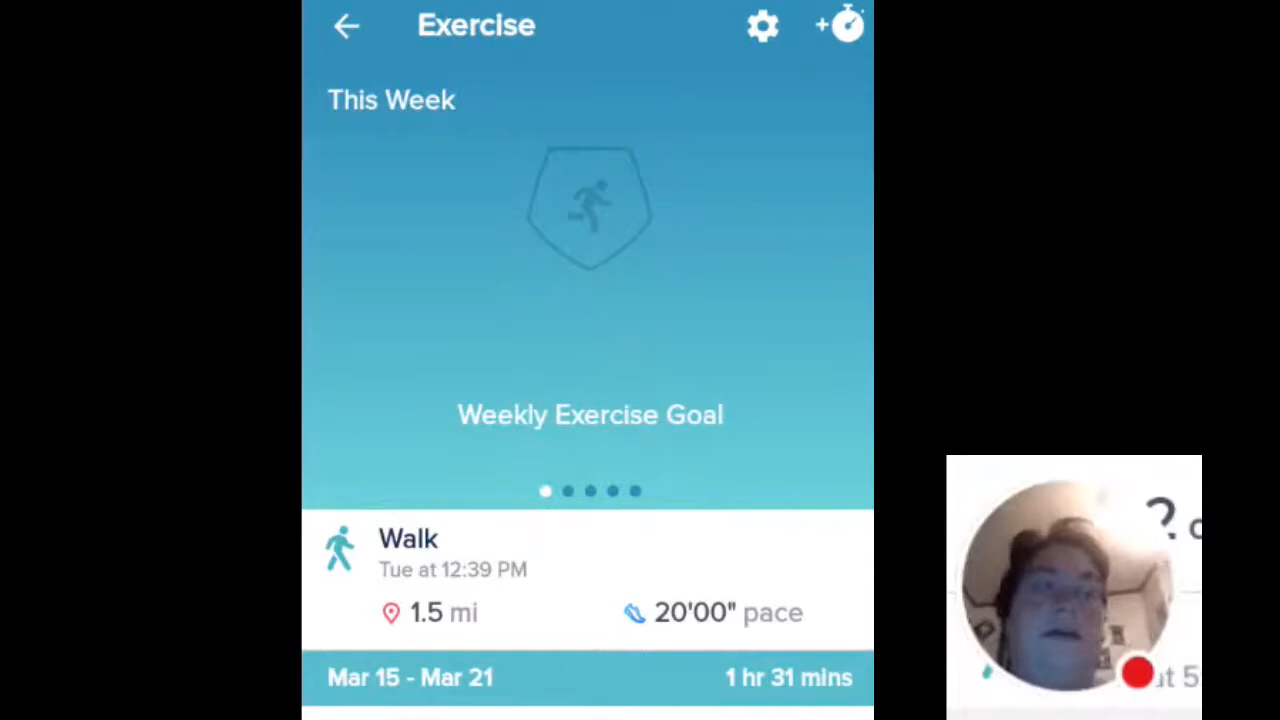 Exercise
This Week
Weekly Exercise Goal
Walk
Tue at 12:39 PM
1.5 mi 20'00" pace
Mar 15 - Mar 21 1 hr 31 mins
2